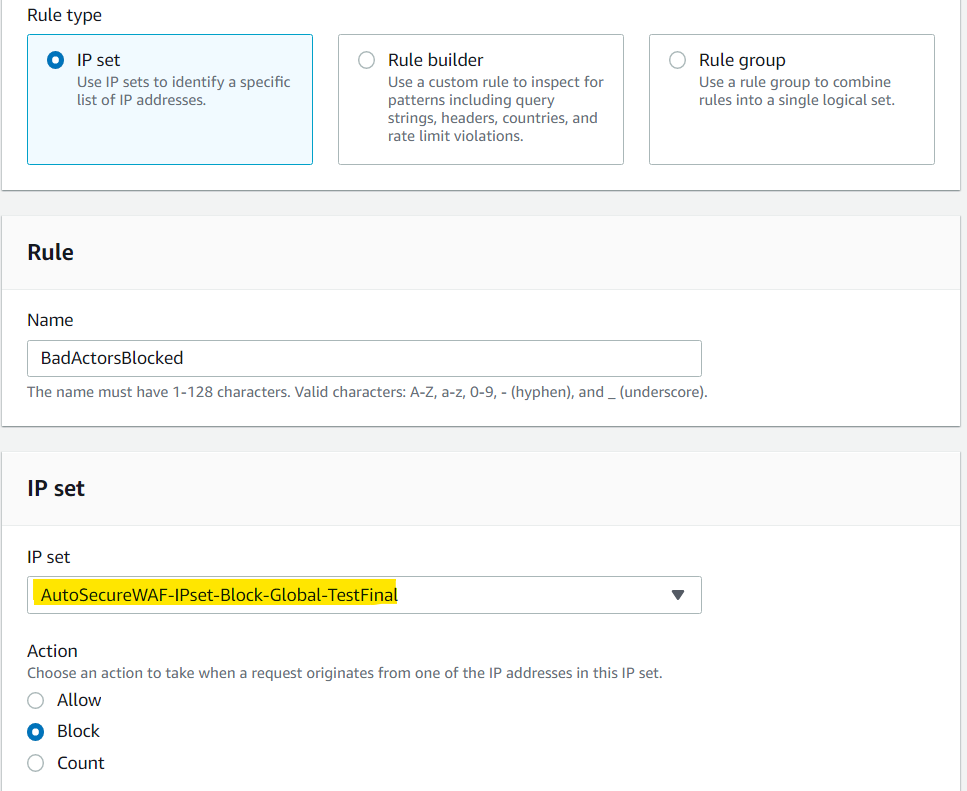 Rule type
IP set
Use IP sets to identify a specific
list of IP addresses.
Rule builder
Use a custom rule to inspect for
patterns including query
strings, headers, countries, and
rate limit violations.
Rule group
Use a rule group to combine
rules into a single logical set.
Rule
Name
BadActorsBlocked
The name must have 1-128 characters. Valid characters: A-Z, a-z, 0-9, - (hyphen), and _ (underscore).
IP set
IP set
AutoSecureWAF-IPset-Block-Global-TestFinal
Action
Choose an action to take when a request originates from one of the IP addresses in this IP set.
Allow
Block
Count